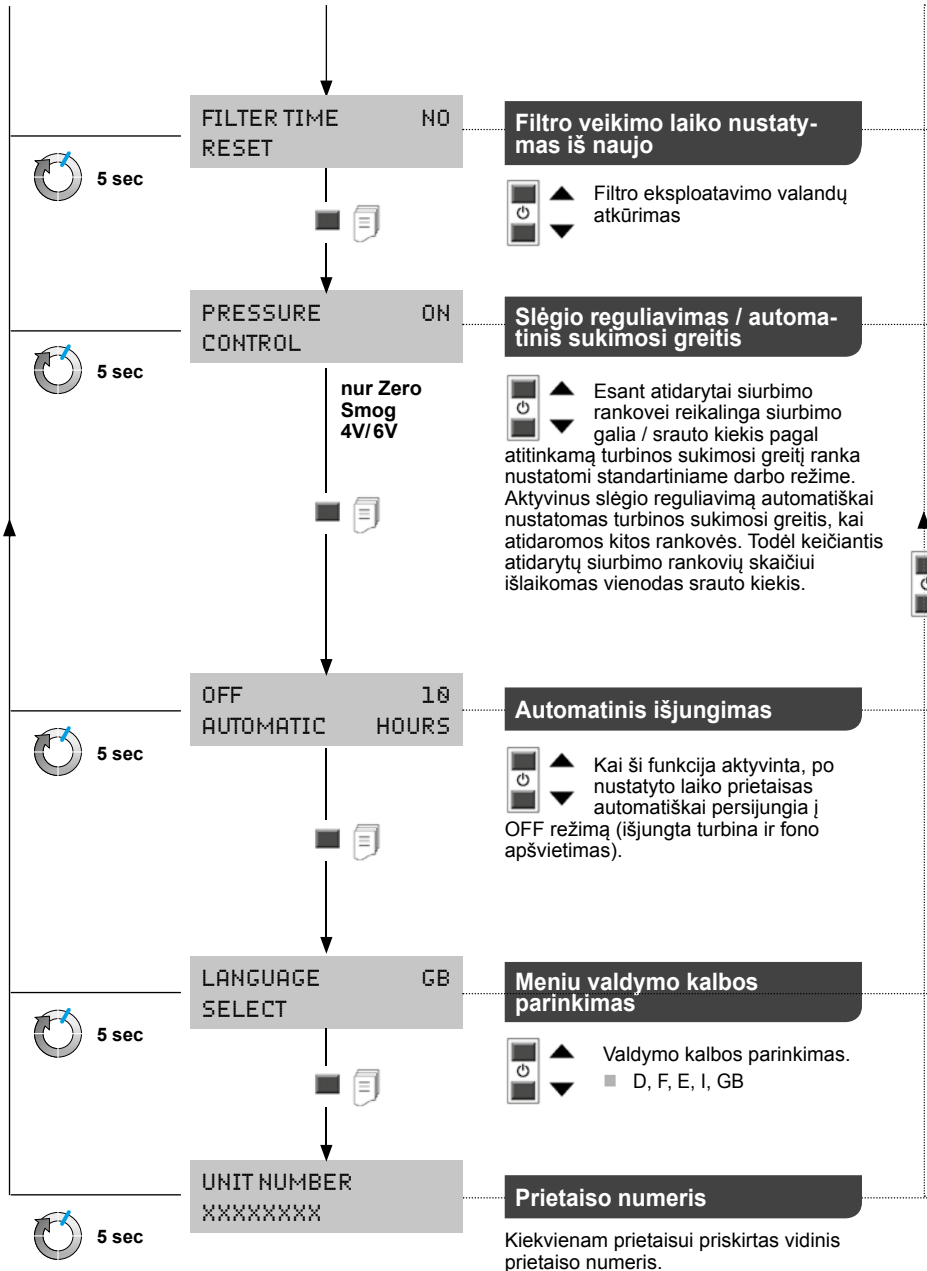 FILTER TIME NO
RESET
Filtro veikimo laiko nustaty-
mas iš naujo
5 sec
Filtro eksploatavimo valandų
atkūrimas
PRESSURE ON
CONTROL
Slėgio reguliavimas / automa-
tinis sukimosi greitis
5 sec
nur Zero
Smog
4V/6V
Esant atidarytai siurbimo
rankovei reikalinga siurbimo
galia / srauto kiekis pagal
atitinkamą turbinos sukimosi greitį ranka
nustatomi standartiniame darbo režime.
Aktyvinus slėgio reguliavimą automatiškai
nustatomas turbinos sukimosi greitis, kai
atidaromos kitos rankovės. Todėl keičiantis
atidarytų siurbimo rankovių skaičiui
išlaikomas vienodas srauto kiekis.
OFF 10
AUTOMATIC HOURS
Automatinis išjungimas
5 sec
Kai ši funkcija aktyvinta, po
nustatyto laiko prietaisas
automatiškai persijungia į
OFF režimą (išjungta turbina ir fono
apšvietimas).
LANGUAGE GB
SELECT
Meniu valdymo kalbos
parinkimas
5 sec
Valdymo kalbos parinkimas.
D, F, E, I, GB
UNIT NUMBER
XXXXXXXX
Prietaiso numeris
5 sec
Kiekvienam prietaisui priskirtas vidinis
prietaiso numeris.